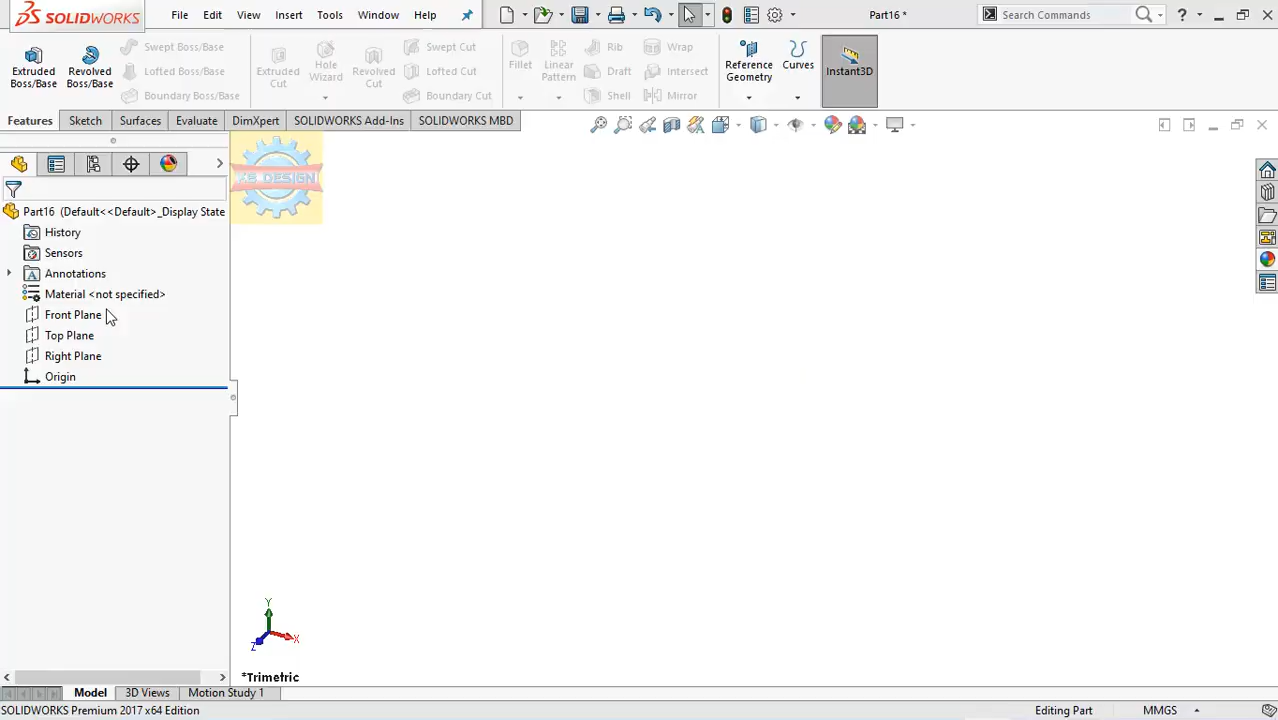 SOLIDWORKS
File Edit View Insert Tools Window Help
Part16 *
Search Commands
Extruded Boss/Base
Revolved Boss/Base
Swept Boss/Base
Lofted Boss/Base
Boundary Boss/Base
Extruded Cut
Hole Wizard
Revolved Cut
Swept Cut
Lofted Cut
Boundary Cut
Fillet
Linear Pattern
Rib
Draft
Shell
Wrap
Intersect
Mirror
Reference Geometry
Curves
Instant3D
Features Sketch Surfaces Evaluate DimXpert SOLIDWORKS Add-Ins SOLIDWORKS MBD
Part16 (Default<<Default>_Display State
History
Sensors
Annotations
Material <not specified>
Front Plane
Top Plane
Right Plane
Origin
Y
X
Z
*Trimetric
Model 3D Views Motion Study 1
SOLIDWORKS Premium 2017 x64 Edition
Editing Part
MMGS